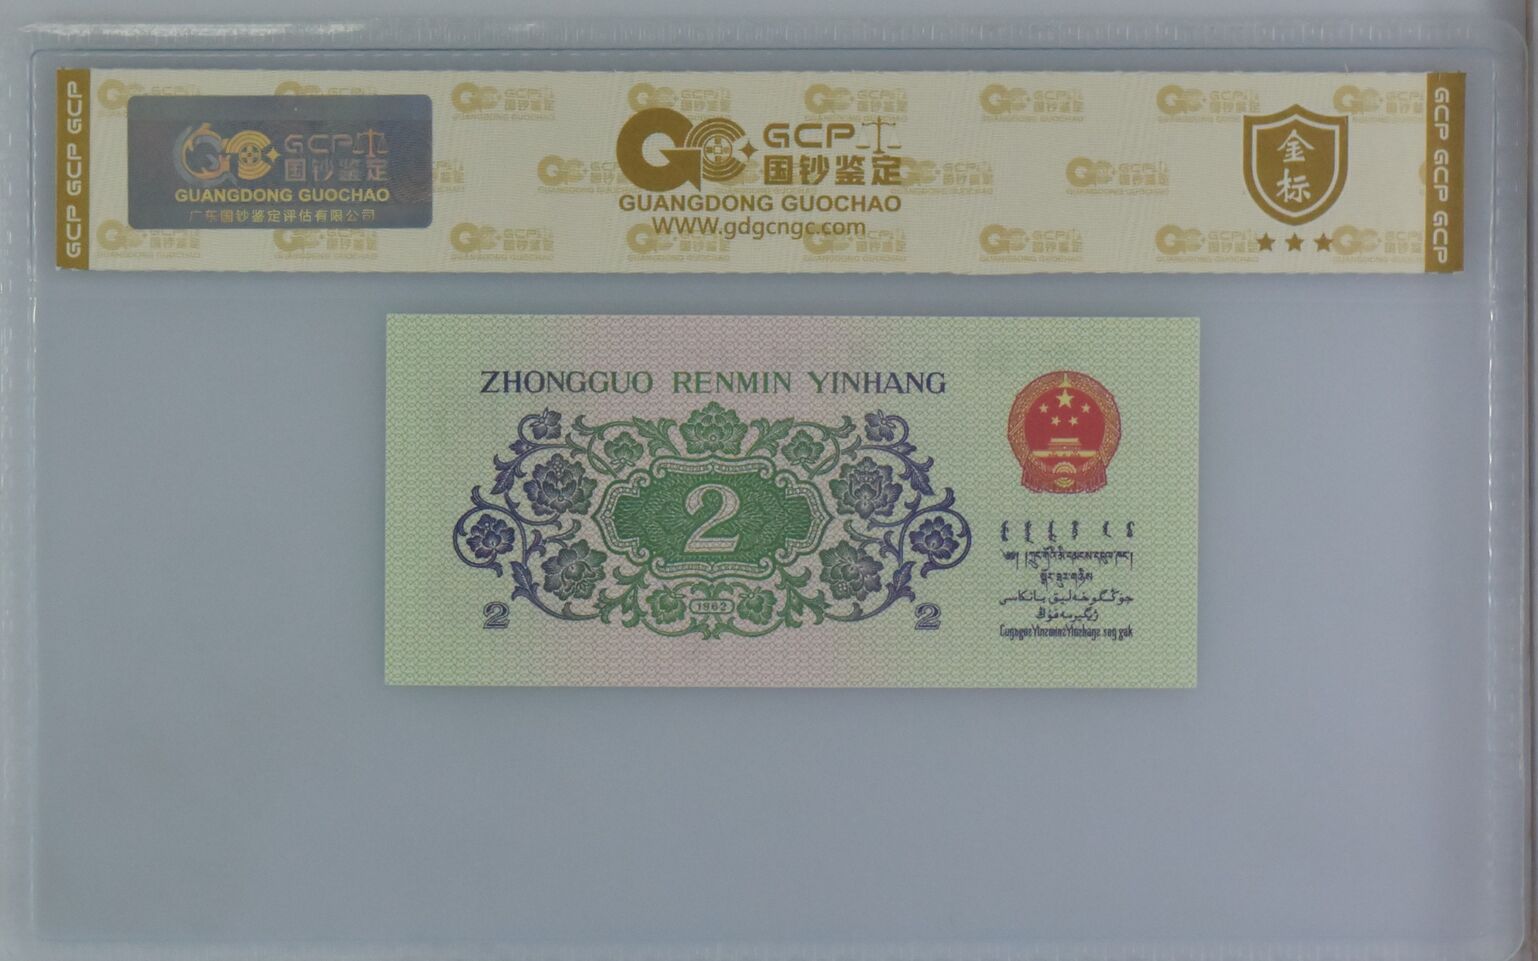 GCP GCP GCP
GCP
国钞鉴定
GUANGDONG GUOCHAO
广东国钞鉴定评估有限公司
GCP
国钞鉴定
GUANGDONG GUOCHAO
WWW.gdgcngc.com
金标
GCP GCP GCP
ZHONGGUO RENMIN YINHANG
2
1962
2
2